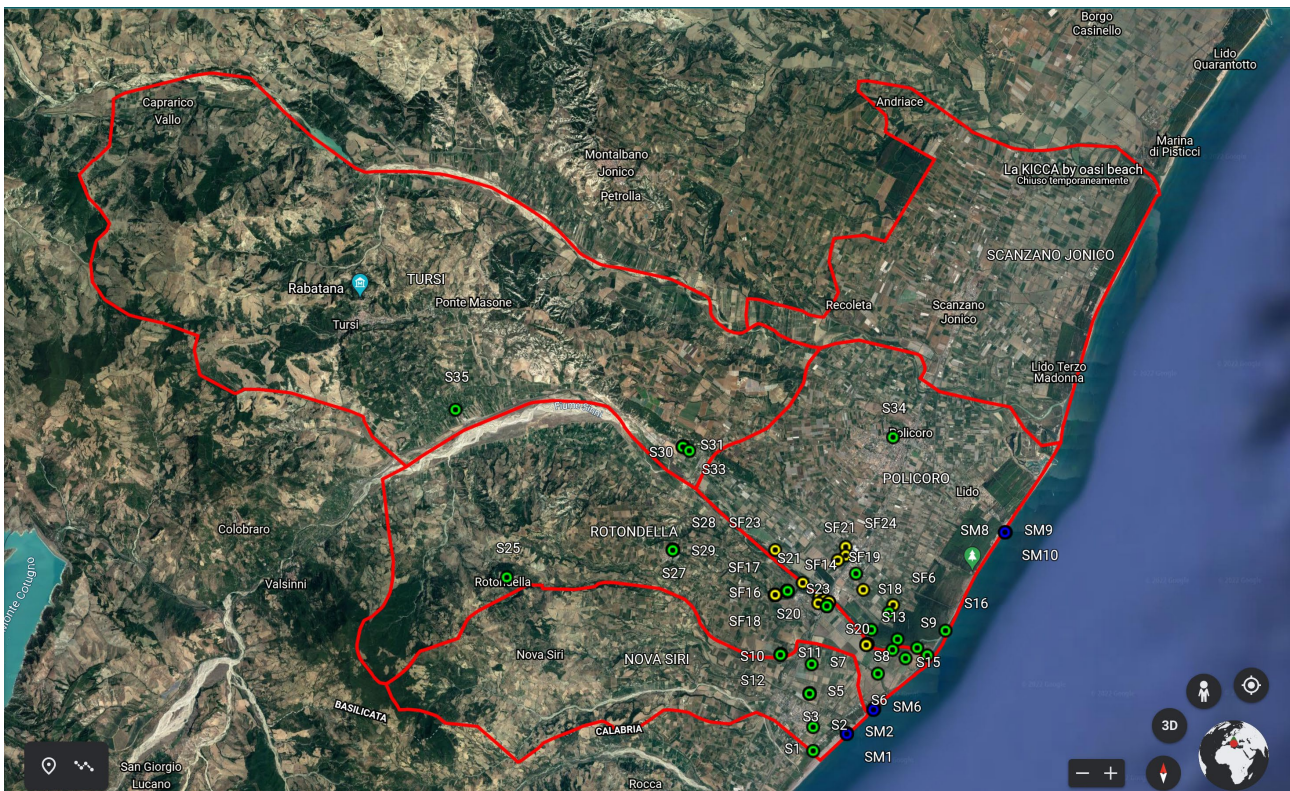 Borgo
Casinello
Lido
Quarantotto
Caprarico
Vallo
Andriace
Marina
di Pisticci
Montalbano
Jonico
La KICCA by oasi beach
Chiuso temporaneamente
Petrolla
SCANZANO JONICO
TURSI
Rabatana
Ponte Masone
Recoleta
Scanzano
Jonico
Tursi
Lido Terzo
Madonna
S35
S34
Policoro
S31
S30
S33
POLICORO
Lido
S28
SF23
SF21
SF24
SM8
SM9
Colobraro
ROTONDELLA
S25
S29
S21
SF14
SF19
SM10
S27
SF17
Valsinni
Rotondella
SF6
SF16
S23
S18
S16
Monte Cotugno
SF18
S20
S13
S9
S20
Nova Siri
NOVA SIRI
S10
S11
S7
S8
S15
S12
S5
S6
SM6
BASILICATA
CALABRIA
S3
S2
SM2
S1
SM1
3D
San Giorgio
Lucano
Rocca